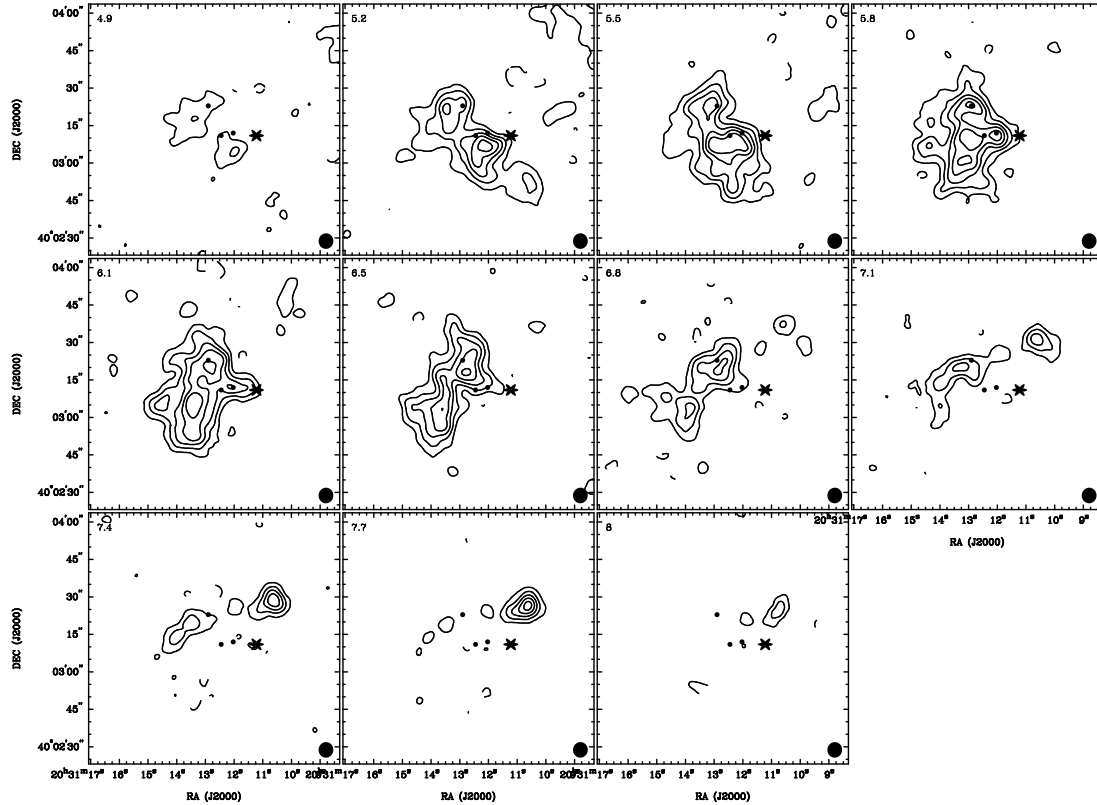 4.9
5.2
5.5
5.8
04'00"
45"
30"
15"
03'00"
45"
40°02'30"
DEC (J2000)
6.1
6.5
6.8
7.1
04'00"
45"
30"
15"
03'00"
45"
40°02'30"
DEC (J2000)
20ʰ31ᵐ17ˢ 16ˢ 15ˢ 14ˢ 13ˢ 12ˢ 11ˢ 10ˢ 9ˢ
RA (J2000)
7.4
7.7
8
04'00"
45"
30"
15"
03'00"
45"
40°02'30"
DEC (J2000)
20ʰ31ᵐ17ˢ 16ˢ 15ˢ 14ˢ 13ˢ 12ˢ 11ˢ 10ˢ
20ʰ31ᵐ17ˢ 16ˢ 15ˢ 14ˢ 13ˢ 12ˢ 11ˢ 10ˢ
20ʰ31ᵐ17ˢ 16ˢ 15ˢ 14ˢ 13ˢ 12ˢ 11ˢ 10ˢ 9ˢ
RA (J2000)
RA (J2000)
RA (J2000)